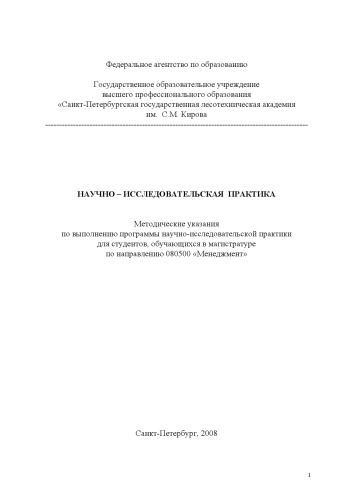 Федеральное агентство по образованию
Государственное образовательное учреждение
высшего профессионального образования
«Санкт-Петербургская государственная лесотехническая академия
им. С.М. Кирова
НАУЧНО – ИССЛЕДОВАТЕЛЬСКАЯ ПРАКТИКА
Методические указания
по выполнению программы научно-исследовательской практики
для студентов, обучающихся в магистратуре
по направлению 080500 «Менеджмент»
Санкт-Петербург, 2008
1